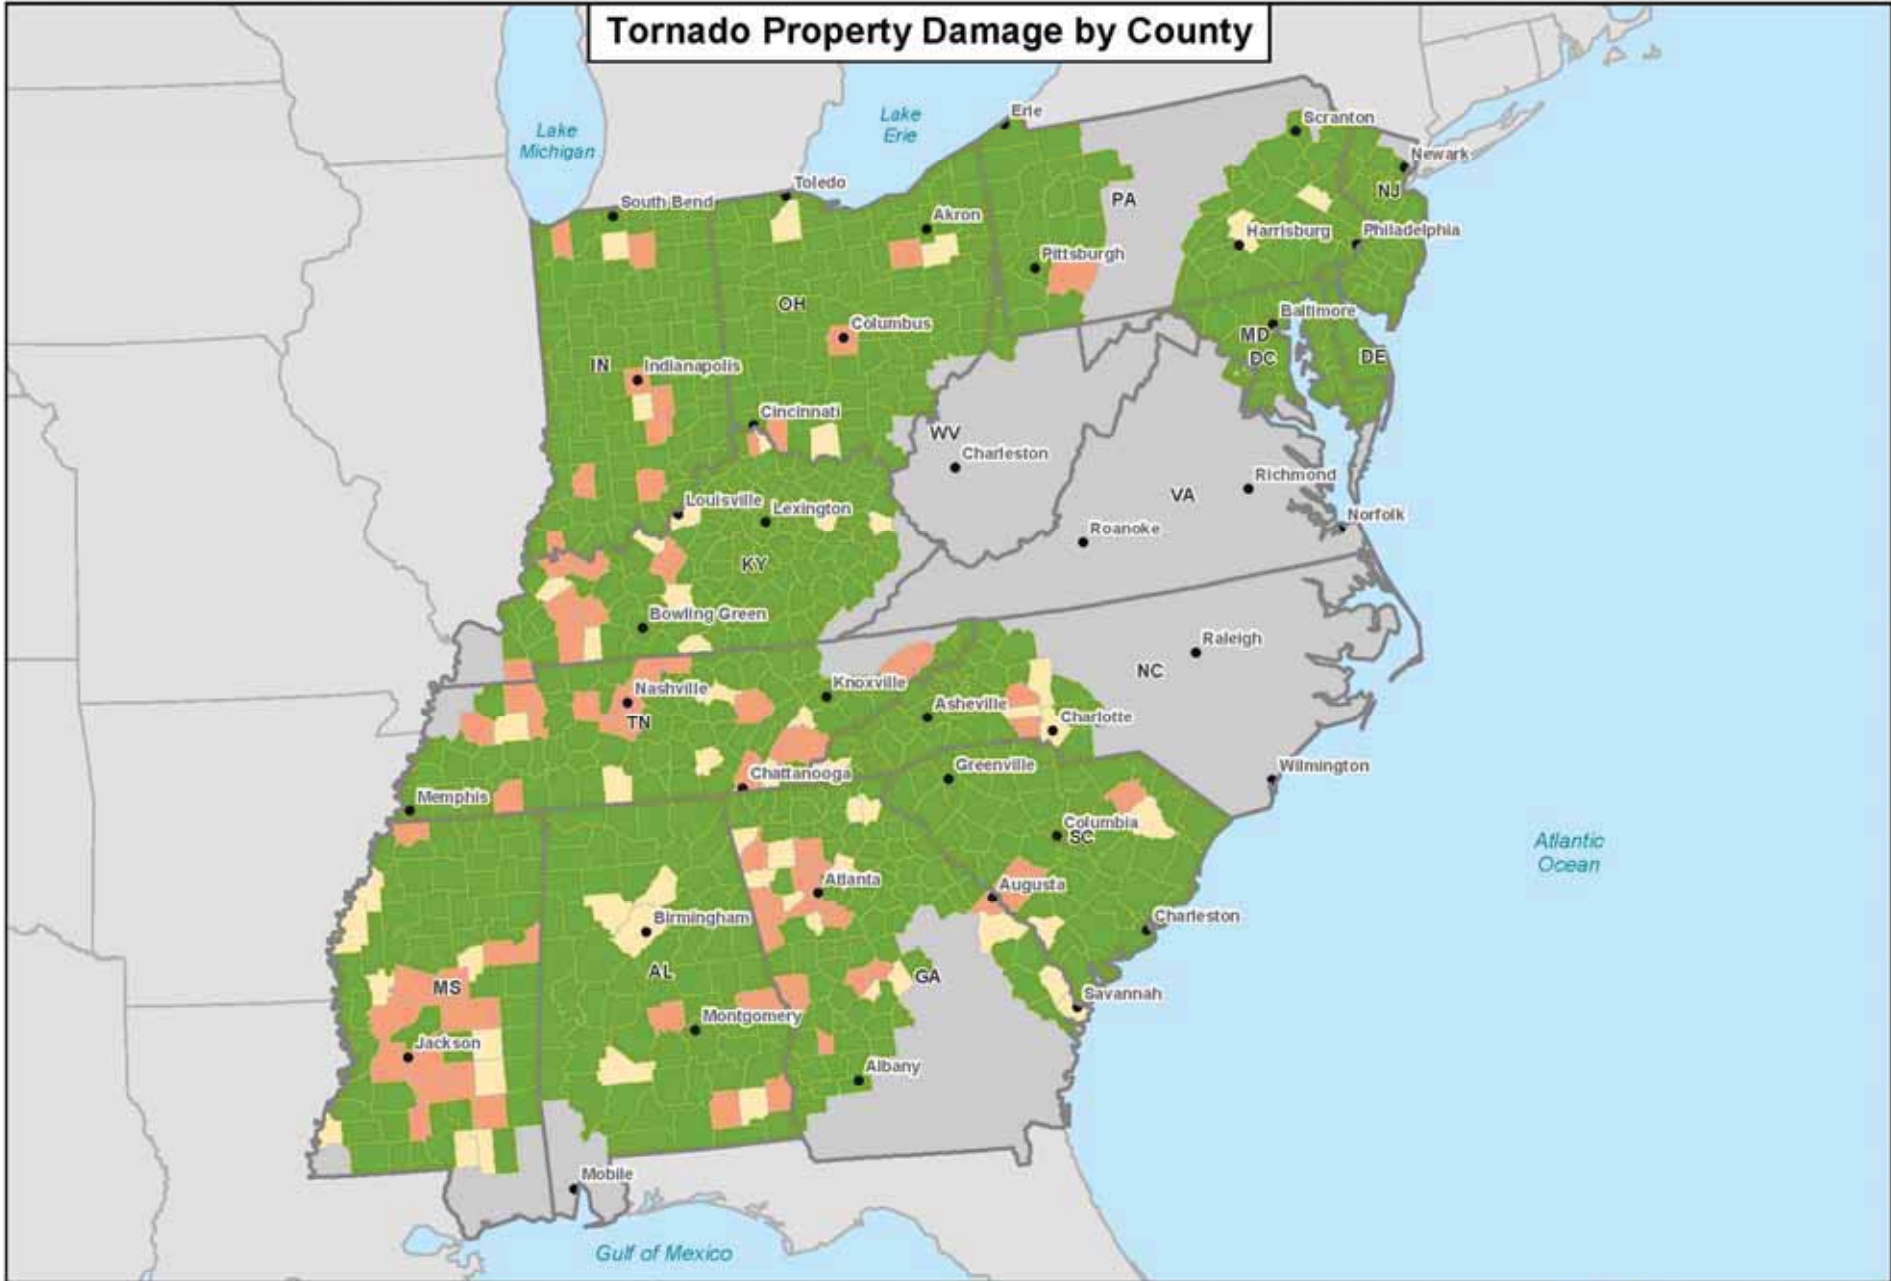 Tornado Property Damage by County
Lake
Michigan
Lake
Erie
Erie
Scranton
Newark
NJ
Toledo
South Bend
PA
Akron
Harrisburg
Philadelphia
Pittsburgh
OH
Columbus
Baltimore
MD
DC
DE
IN
Indianapolis
Cincinnati
WV
Charleston
Richmond
VA
Louisville
Lexington
Norfolk
Roanoke
KY
Bowling Green
Raleigh
NC
Knoxville
Nashville
TN
Asheville
Charlotte
Greenville
Wilmington
Chattanooga
Memphis
Columbia
SC
Atlantic
Ocean
Atlanta
Augusta
Birmingham
Charleston
AL
GA
MS
Savannah
Montgomery
Jackson
Albany
Mobile
Gulf of Mexico